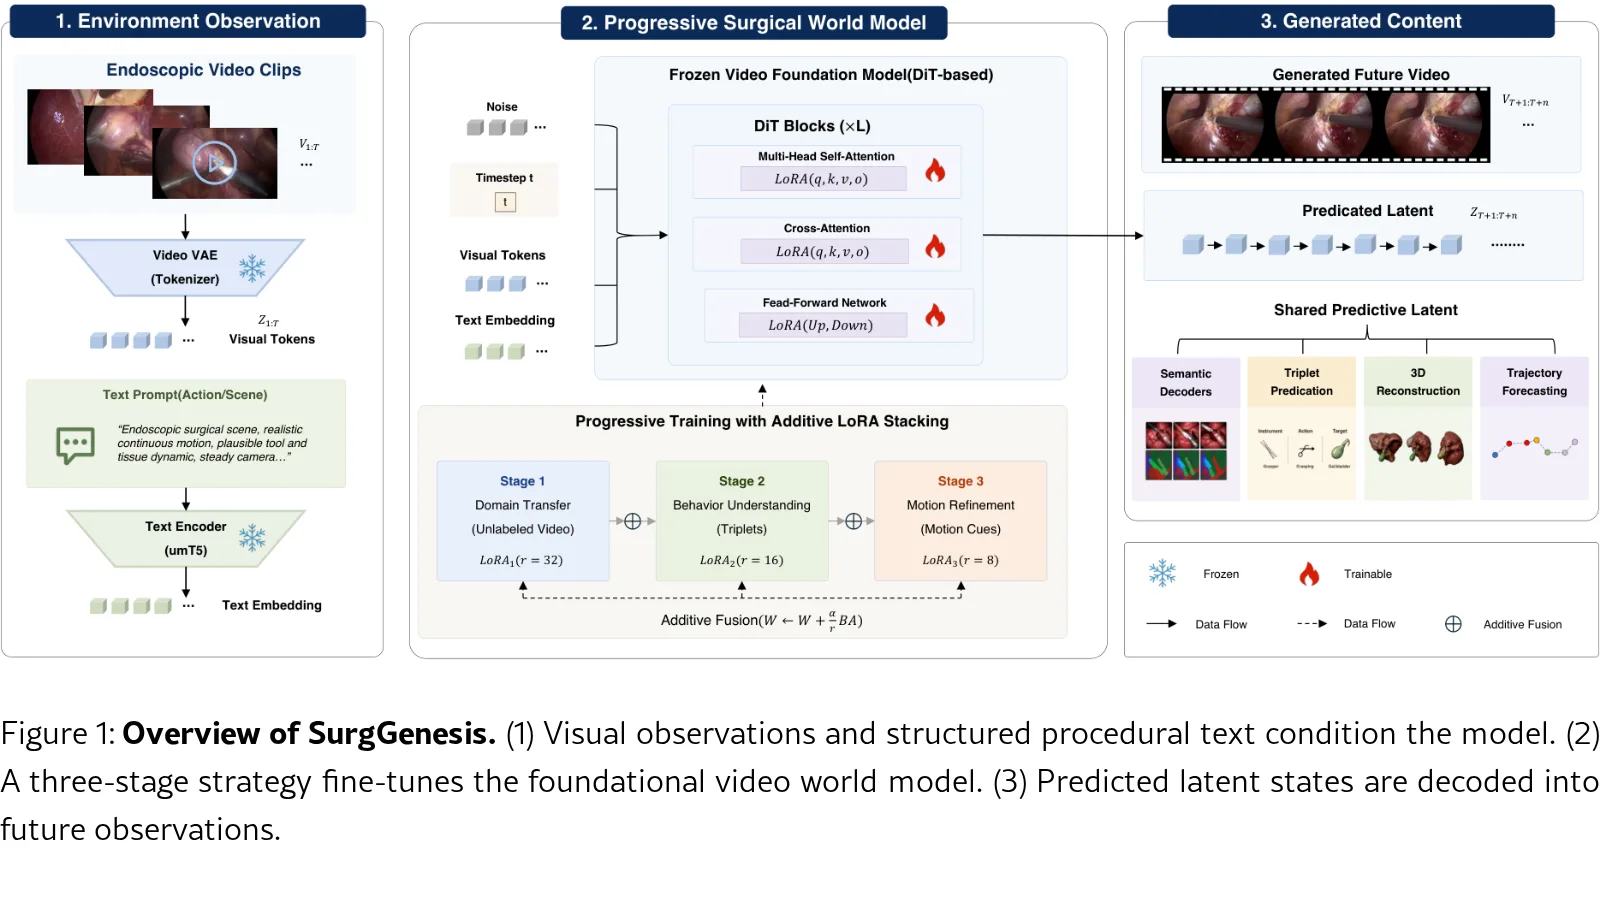 1. Environment Observation
Endoscopic Video Clips
V1:T
...
Video VAE
(Tokenizer)
Z1:T
... Visual Tokens
Text Prompt(Action/Scene)
“Endoscopic surgical scene, realistic
continuous motion, plausible tool and
tissue dynamic, steady camera…”
Text Encoder
(umT5)
... Text Embedding
2. Progressive Surgical World Model
Frozen Video Foundation Model(DiT-based)
Noise
...
Timestep t
t
Visual Tokens
...
Text Embedding
...
DiT Blocks (×L)
Multi-Head Self-Attention
LoRA(q, k, v, o)
Cross-Attention
LoRA(q, k, v, o)
Fead-Forward Network
LoRA(Up, Down)
Progressive Training with Additive LoRA Stacking
Stage 1
Domain Transfer
(Unlabeled Video)
LoRA1(r = 32)
Stage 2
Behavior Understanding
(Triplets)
LoRA2(r = 16)
Stage 3
Motion Refinement
(Motion Cues)
LoRA3(r = 8)
Additive Fusion(W ← W + α/r BA)
3. Generated Content
Generated Future Video
VT+1:T+n
...
Predicated Latent
ZT+1:T+n
........
Shared Predictive Latent
Semantic
Decoders
Triplet
Predication
Instrument Action Target
Grasper Grasping Gallbladder
3D
Reconstruction
Trajectory
Forecasting
Frozen
Trainable
Data Flow
Data Flow
Additive Fusion
Figure 1: Overview of SurgGenesis. (1) Visual observations and structured procedural text condition the model. (2)
A three-stage strategy fine-tunes the foundational video world model. (3) Predicted latent states are decoded into
future observations.